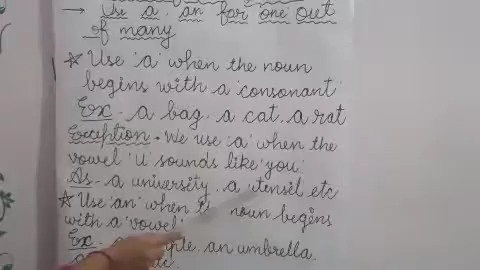 → Use a, an for one out
of many
☆ Use 'a' when the noun
begins with a 'consonant'
Ex - a bag, a cat, a rat
Exception - We use 'a' when the
vowel 'u' sounds like 'you'
As - a university, a utensil etc
☆ Use 'an' when noun begins
with a 'vowel'
Ex - an umbrella.